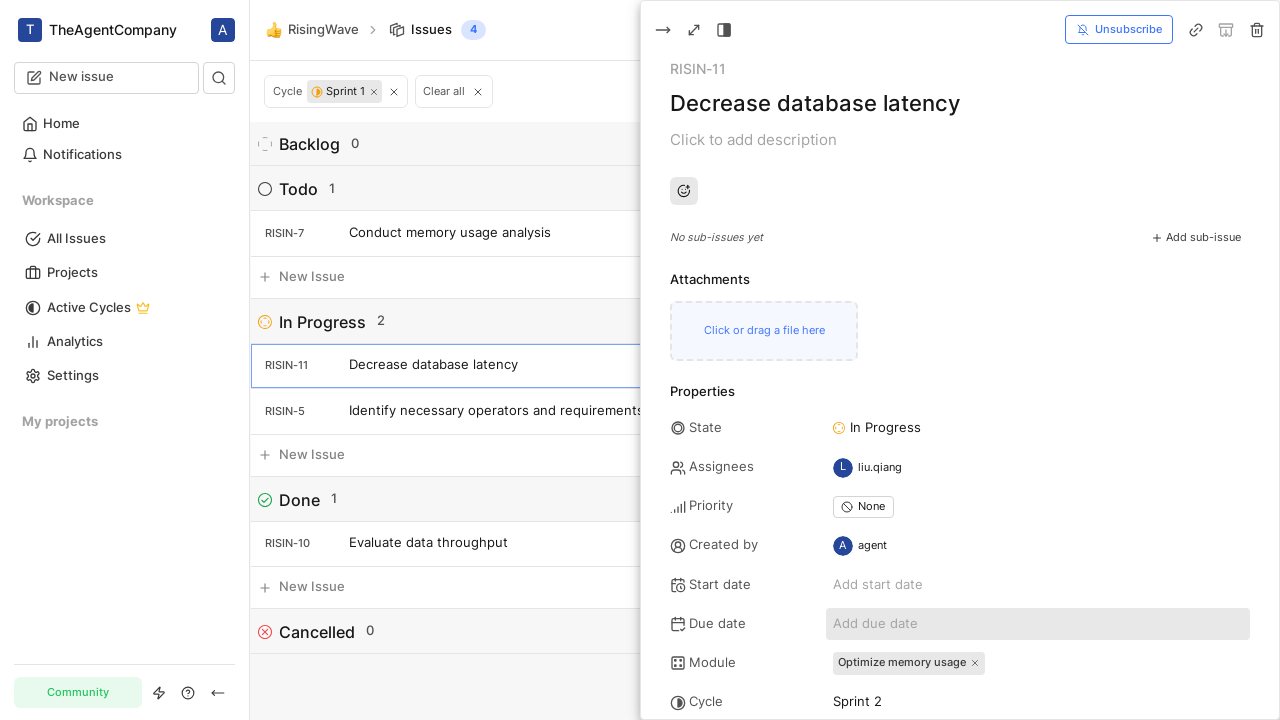 T TheAgentCompany A
New issue
Home
Notifications
Workspace
All Issues
Projects
Active Cycles
Analytics
Settings
My projects
Community
👍 RisingWave Issues 4
Cycle Sprint 1 Clear all
Backlog 0
Todo 1
RISIN-7 Conduct memory usage analysis
New Issue
In Progress 2
RISIN-11 Decrease database latency
RISIN-5 Identify necessary operators and requirements
New Issue
Done 1
RISIN-10 Evaluate data throughput
New Issue
Cancelled 0
Unsubscribe
RISIN-11
Decrease database latency
Click to add description
No sub-issues yet Add sub-issue
Attachments
Click or drag a file here
Properties
State In Progress
Assignees L liu.qiang
Priority None
Created by A agent
Start date Add start date
Due date Add due date
Module Optimize memory usage
Cycle Sprint 2